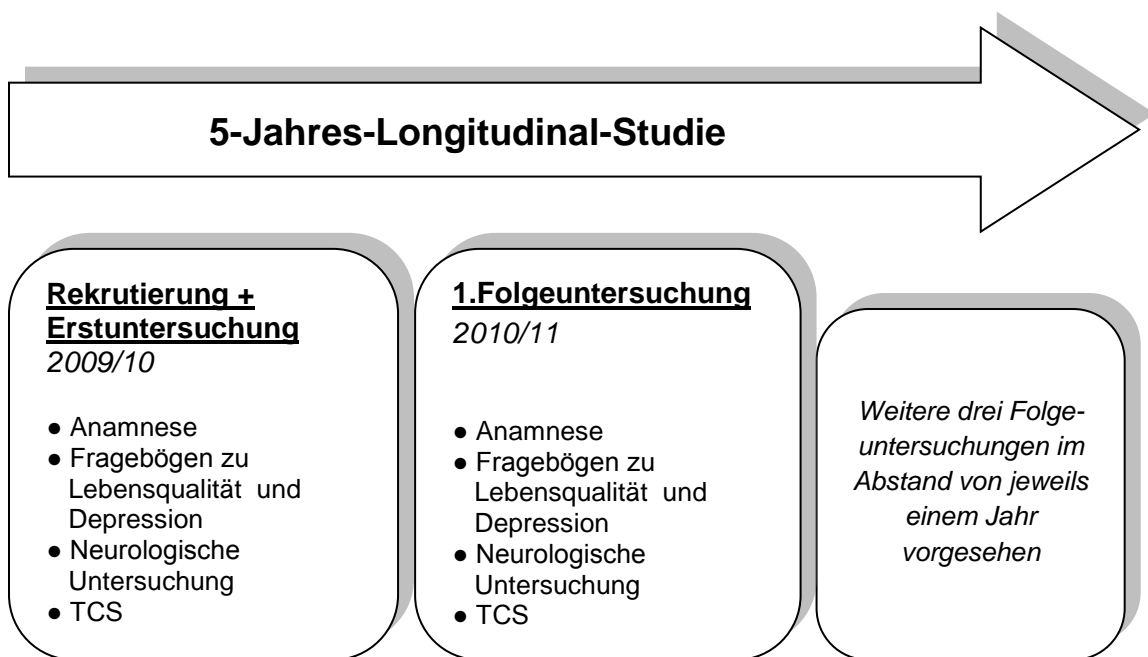 5-Jahres-Longitudinal-Studie
Rekrutierung +
Erstuntersuchung
2009/10
● Anamnese
● Fragebögen zu
Lebensqualität und
Depression
● Neurologische
Untersuchung
● TCS
1.Folgeuntersuchung
2010/11
● Anamnese
● Fragebögen zu
Lebensqualität und
Depression
● Neurologische
Untersuchung
● TCS
Weitere drei Folge-
untersuchungen im
Abstand von jeweils
einem Jahr
vorgesehen